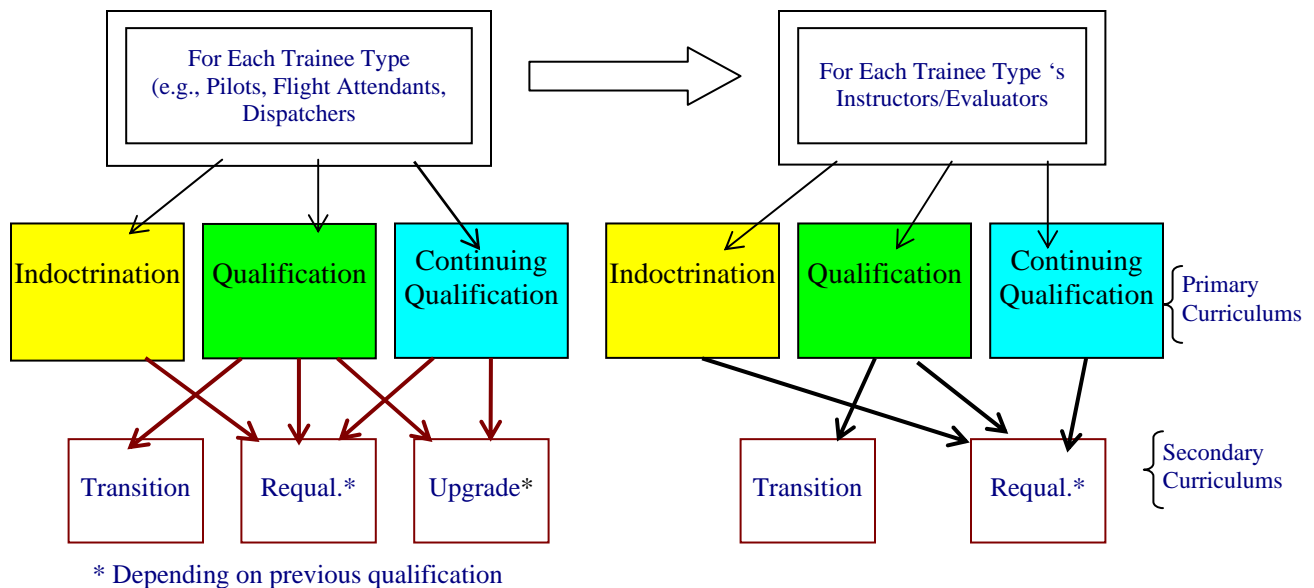 For Each Trainee Type
(e.g., Pilots, Flight Attendants,
Dispatchers
For Each Trainee Type ‘s
Instructors/Evaluators
Indoctrination
Qualification
Continuing
Qualification
Indoctrination
Qualification
Continuing
Qualification
Primary
Curriculums
Transition
Requal.*
Upgrade*
Transition
Requal.*
Secondary
Curriculums
* Depending on previous qualification